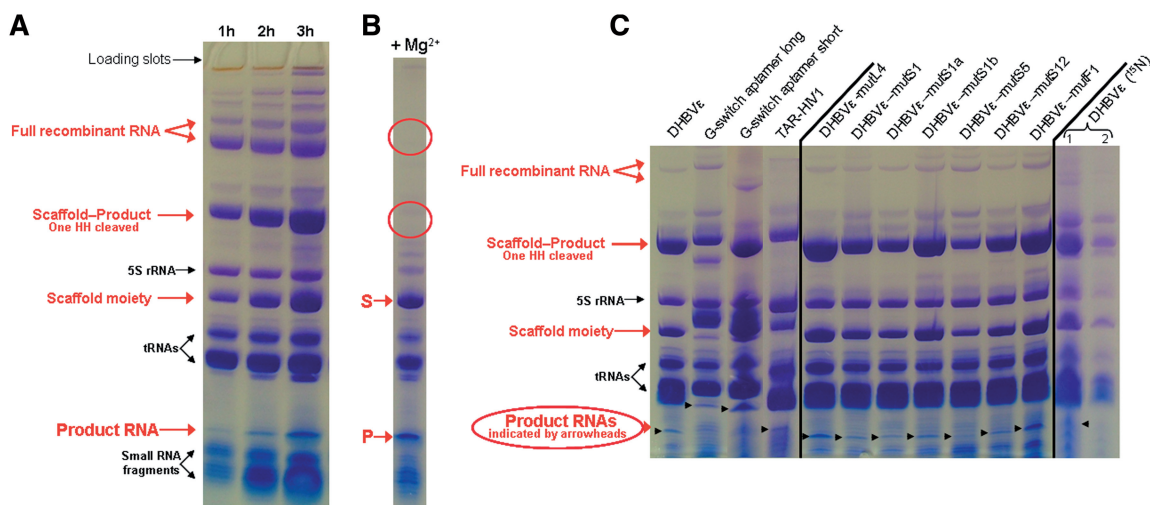 A
1h 2h 3h
Loading slots
Full recombinant RNA
Scaffold–Product
One HH cleaved
5S rRNA
Scaffold moiety
tRNAs
Product RNA
Small RNA
fragments
B
+ Mg²⁺
S
P
C
DHBVε
G-switch aptamer long
G-switch aptamer short
TAR-HIV1
DHBVε -mutL4
DHBVε -mutS1
DHBVε -mutS1a
DHBVε -mutS1b
DHBVε -mutS5
DHBVε -mutS12
DHBVε -mutF1
DHBVε (¹⁵N)
1 2
Full recombinant RNA
Scaffold–Product
One HH cleaved
5S rRNA
Scaffold moiety
tRNAs
Product RNAs
indicated by arrowheads